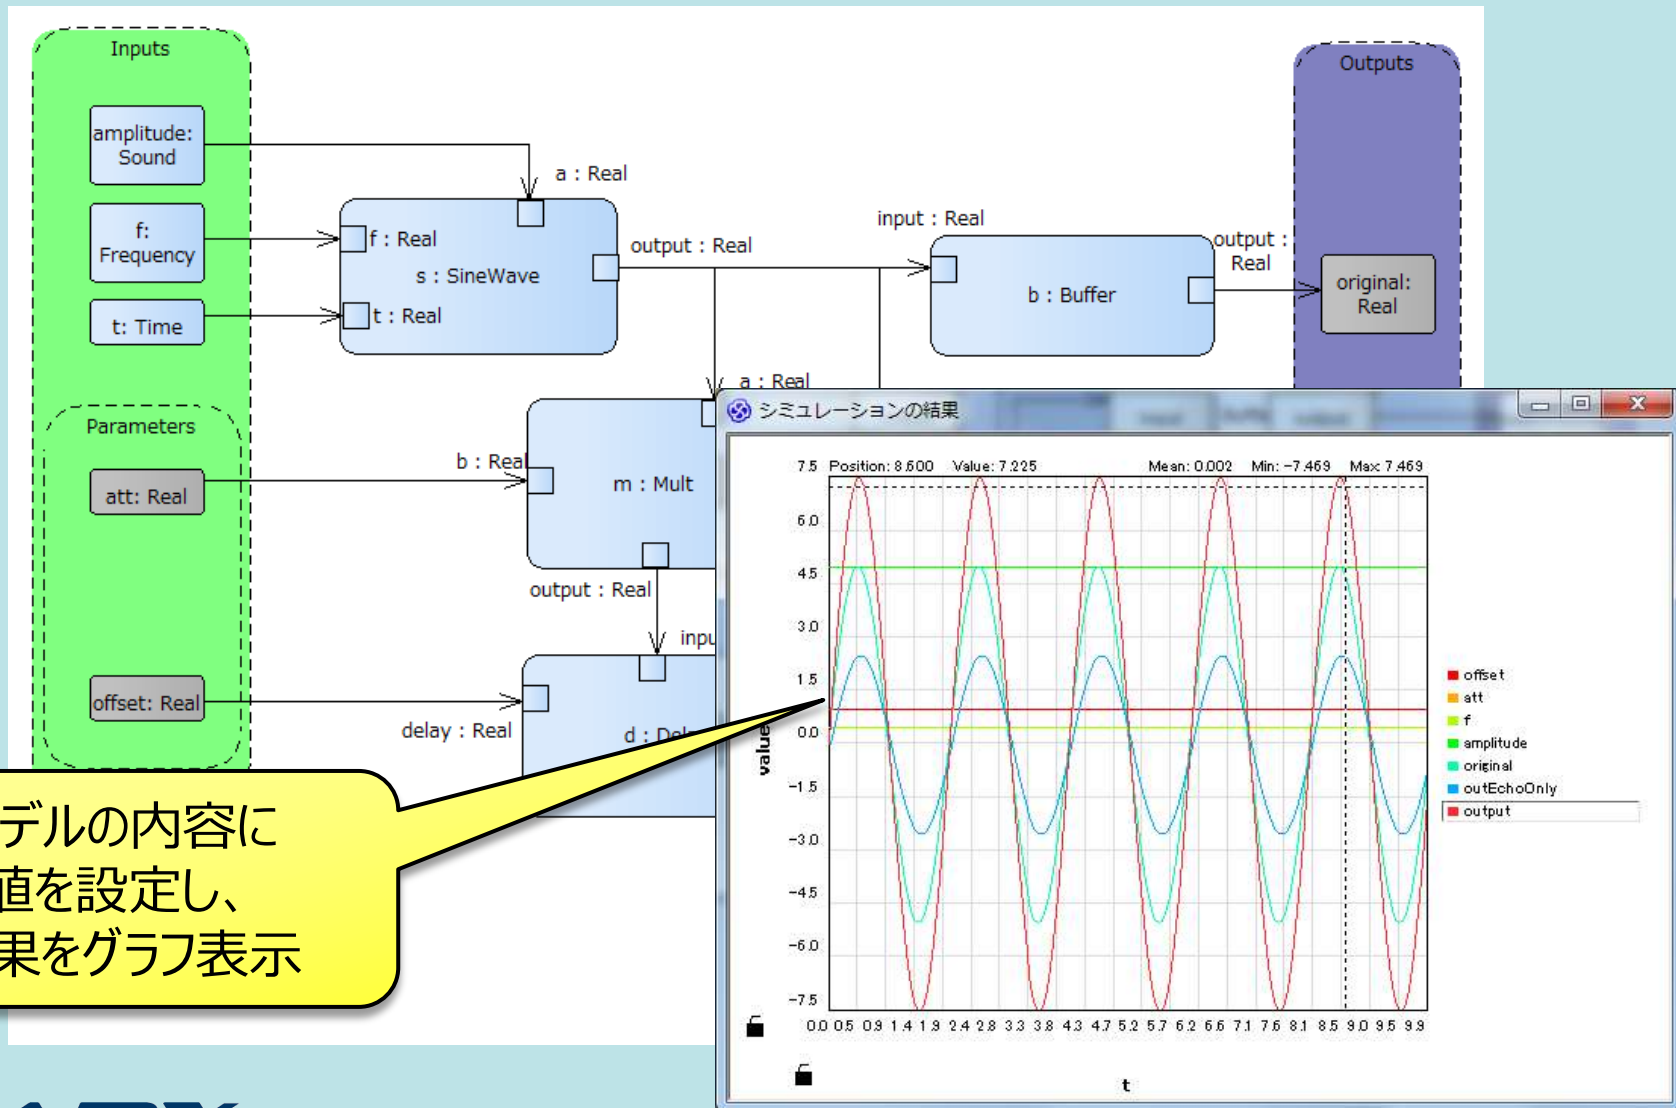 Inputs
amplitude:
Sound
f:
Frequency
t: Time
Parameters
att: Real
offset: Real
a : Real
f : Real
s : SineWave
t : Real
output : Real
input : Real
b : Buffer
output :
Real
Outputs
original:
Real
a : Real
b : Real
m : Mult
output : Real
inpu
delay : Real
d : Dela
デルの内容に
値を設定し、
果をグラフ表示
シミュレーションの結果
Position: 8.600 Value: 7.225 Mean: 0.002 Min: -7.469 Max: 7.469
7.5
6.0
4.5
3.0
1.5
0.0
-1.5
-3.0
-4.5
-6.0
-7.5
value
0.0 0.5 0.9 1.4 1.9 2.4 2.8 3.3 3.8 4.3 4.7 5.2 5.7 6.2 6.6 7.1 7.6 8.1 8.5 9.0 9.5 9.9
t
offset
att
f
amplitude
original
outEchoOnly
output